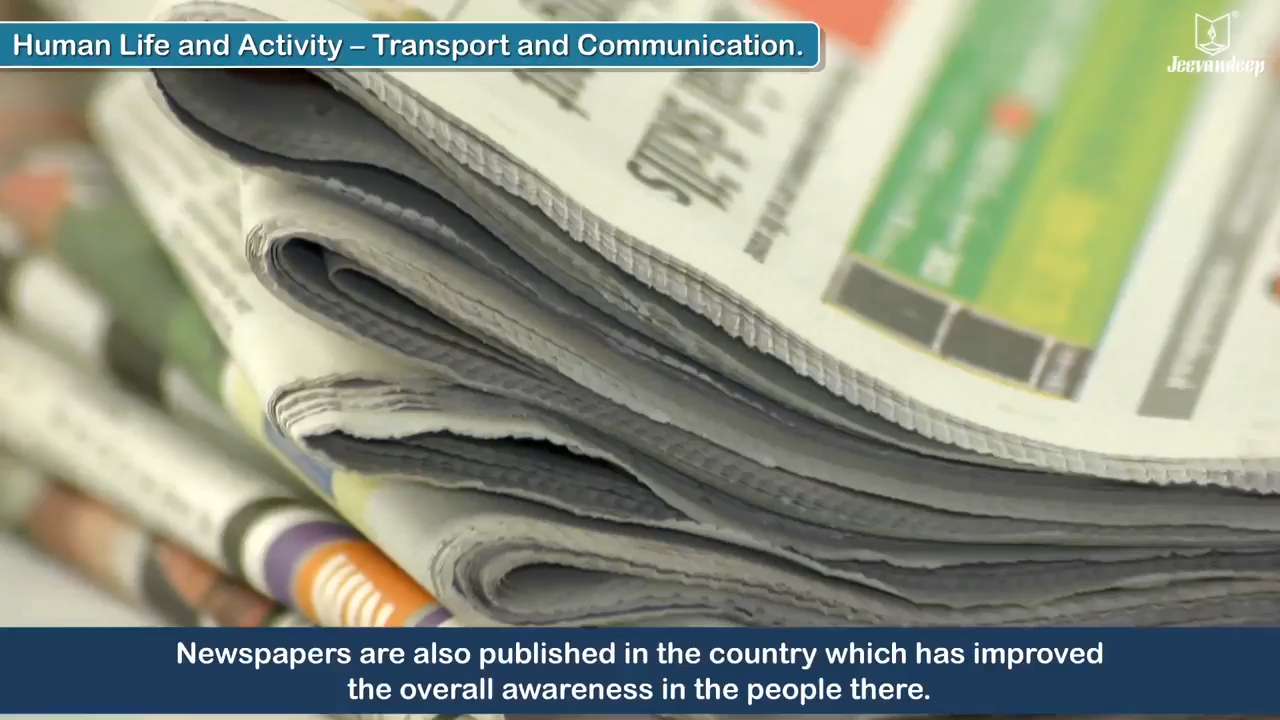 Human Life and Activity – Transport and Communication.
Jeevandeep
Newspapers are also published in the country which has improved
the overall awareness in the people there.